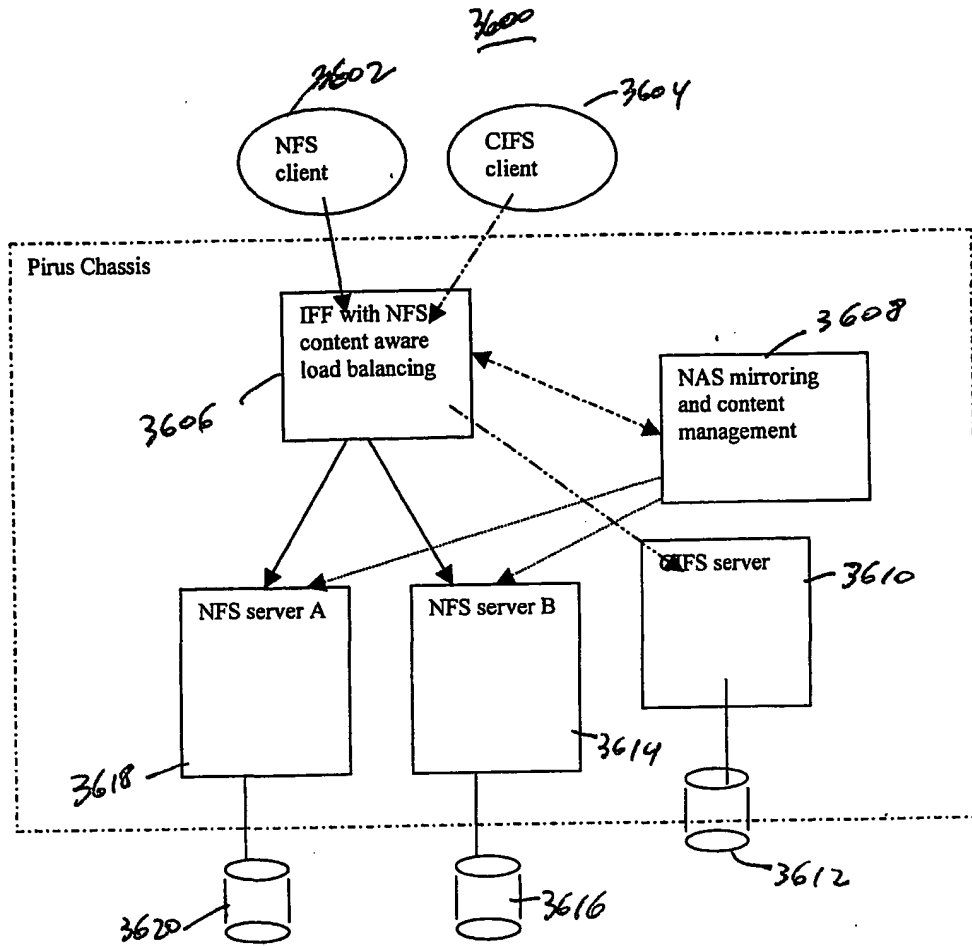 3600
3602
3604
NFS
client
CIFS
client
Pirus Chassis
IFF with NFS
content aware
load balancing
3606
3608
NAS mirroring
and content
management
CIFS server
3610
NFS server A
NFS server B
3618
3614
3620
3616
3612